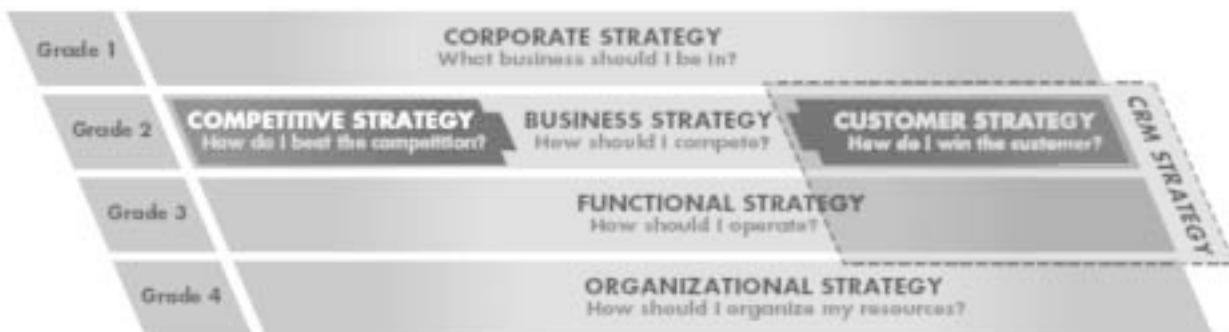 Grade 1
CORPORATE STRATEGY
What business should I be in?
Grade 2
COMPETITIVE STRATEGY
How do I beat the competition?
BUSINESS STRATEGY
How should I compete?
CUSTOMER STRATEGY
How do I win the customer?
CRM STRATEGY
Grade 3
FUNCTIONAL STRATEGY
How should I operate?
Grade 4
ORGANIZATIONAL STRATEGY
How should I organize my resources?